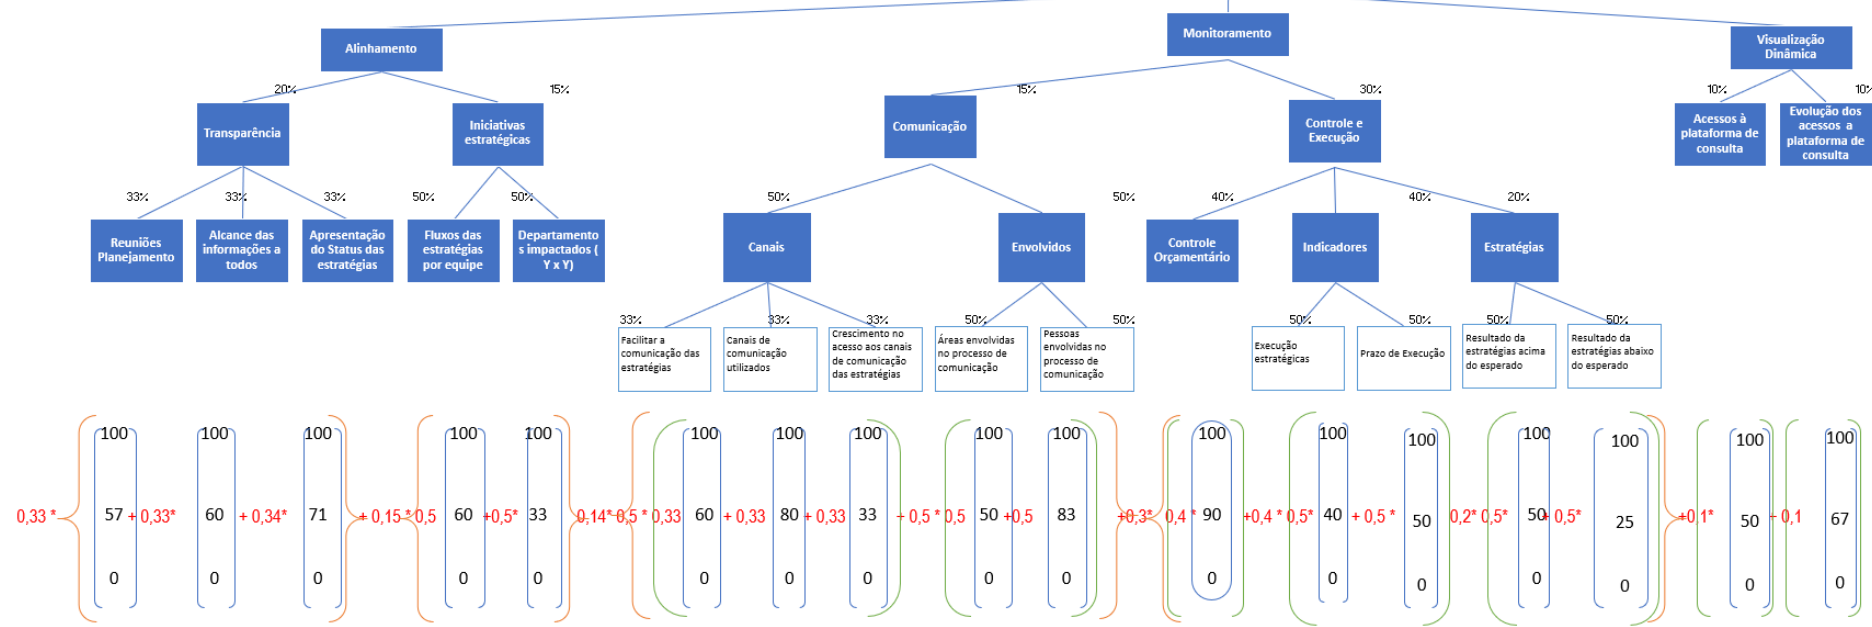 Alinhamento
Monitoramento
Visualização
Dinâmica
20%
15%
15%
30%
10%
10%
Transparência
Iniciativas
estratégicas
Comunicação
Controle e
Execução
Acessos à
plataforma de
consulta
Evolução dos
acessos a
plataforma de
consulta
33%
33%
33%
50%
50%
50%
50%
40%
40%
20%
Reuniões
Planejamento
Alcance das
informações a
todos
Apresentação
do Status das
estratégias
Fluxos das
estratégias
por equipe
Departamento
s impactados (
Y x Y)
Canais
Envolvidos
Controle
Orçamentário
Indicadores
Estratégias
33%
33%
33%
50%
50%
50%
50%
50%
50%
Facilitar a
comunicação das
estratégias
Canais de
comunicação
utilizados
Crescimento no
acesso aos canais
de comunicação
das estratégias
Áreas envolvidas
no processo de
comunicação
Pessoas
envolvidas no
processo de
comunicação
Execução
estratégicas
Prazo de Execução
Resultado da
estratégias acima
do esperado
Resultado da
estratégias abaixo
do esperado
100 100 100 100 100 100 100 100 100 100 100 100 100 100 100 100 100
0,33 * 57 + 0,33* 60 + 0,34* 71 + 0,15 * 0,5 60 +0,5* 33 0,14* 0,5 * 0,33 60 + 0,33 80 + 0,33 33 + 0,5 * 0,5 50 +0,5 83 +0,3* 0,4 * 90 +0,4 * 0,5* 40 + 0,5 * 50 0,2* 0,5* 50 + 0,5* 25 +0,1* 50 + 0,1 67
0 0 0 0 0 0 0 0 0 0 0 0 0 0 0 0 0